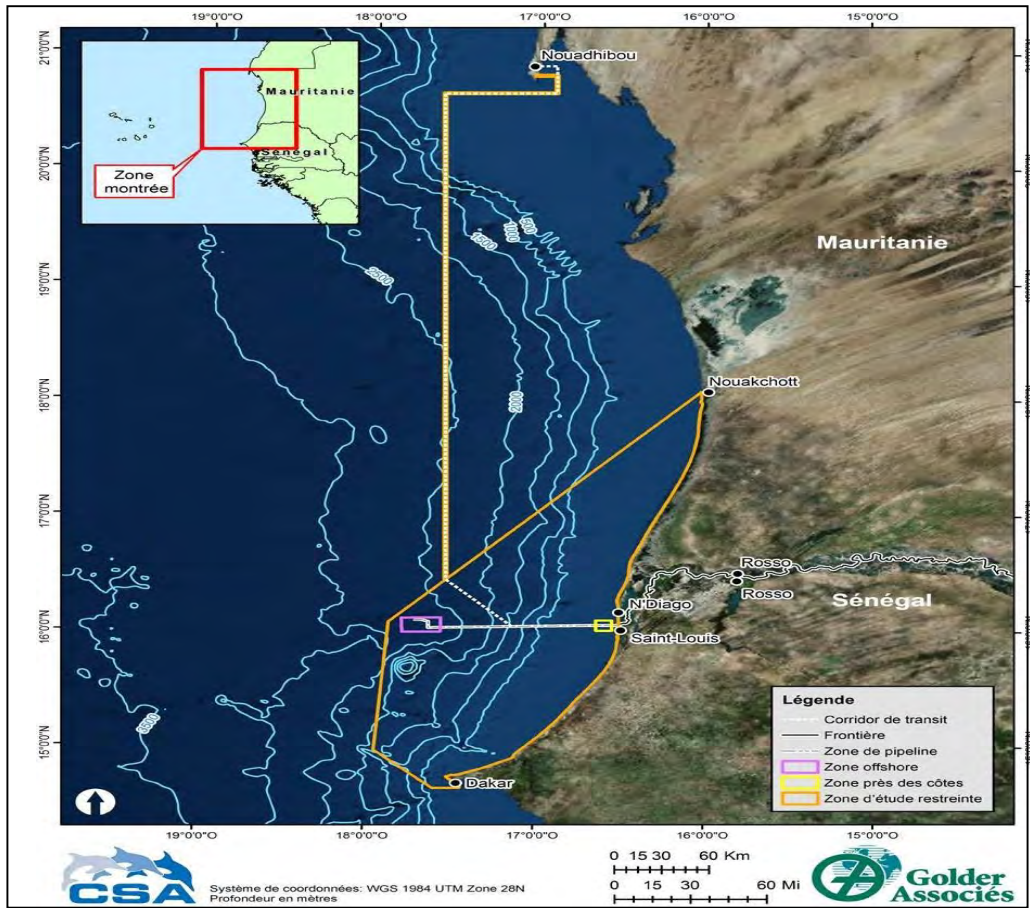 19°0'0"O 18°0'0"O 17°0'0"O 16°0'0"O 15°0'0"O
21°0'0"N
20°0'0"N
19°0'0"N
18°0'0"N
17°0'0"N
16°0'0"N
15°0'0"N
Mauritanie
Sénégal
Zone
montrée
Nouadhibou
500
1000
1500
2500
2000
3500
Mauritanie
Nouakchott
Rosso
Rosso
N'Diago
Sénégal
Saint-Louis
Dakar
Légende
Corridor de transit
Frontière
Zone de pipeline
Zone offshore
Zone près des côtes
Zone d'étude restreinte
19°0'0"O 18°0'0"O 17°0'0"O 16°0'0"O 15°0'0"O
CSA
Système de coordonnées: WGS 1984 UTM Zone 28N
Profondeur en mètres
0 15 30 60 Km
0 15 30 60 Mi
Golder
Associés